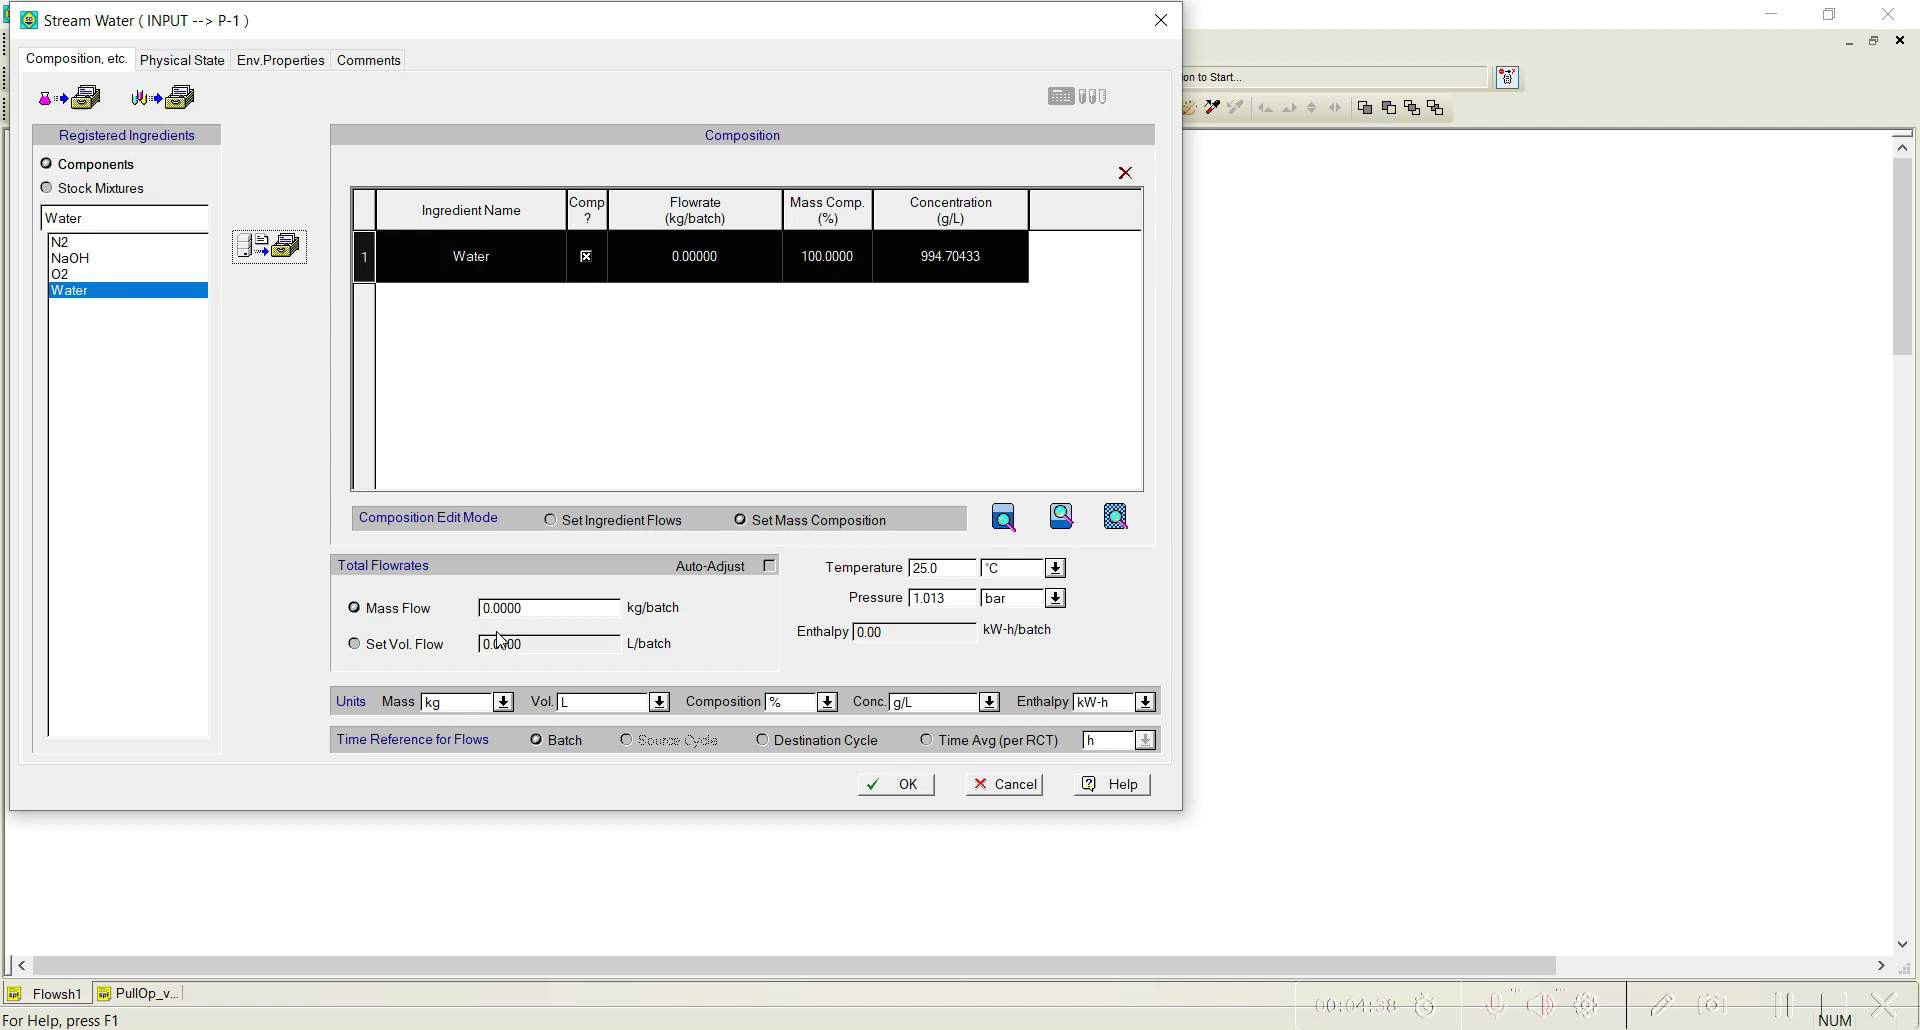 Stream Water ( INPUT --> P-1 )
Composition, etc. Physical State Env.Properties Comments
on to Start...
Registered Ingredients
Composition
Components
Stock Mixtures
Water
N2
NaOH
O2
Water
Ingredient Name Comp ? Flowrate (kg/batch) Mass Comp. (%) Concentration (g/L)
1 Water 0.00000 100.0000 994.70433
Composition Edit Mode Set Ingredient Flows Set Mass Composition
Total Flowrates Auto-Adjust
Temperature 25.0 °C
Mass Flow 0.0000 kg/batch
Pressure 1.013 bar
Set Vol. Flow L/batch
Enthalpy 0.00 kW-h/batch
Units Mass kg Vol. L Composition % Conc. g/L Enthalpy kW-h
Time Reference for Flows Batch Source Cycle Destination Cycle Time Avg (per RCT) h
OK Cancel Help
Flowsh1 PullOp_v...
00:04:38
For Help, press F1
NUM